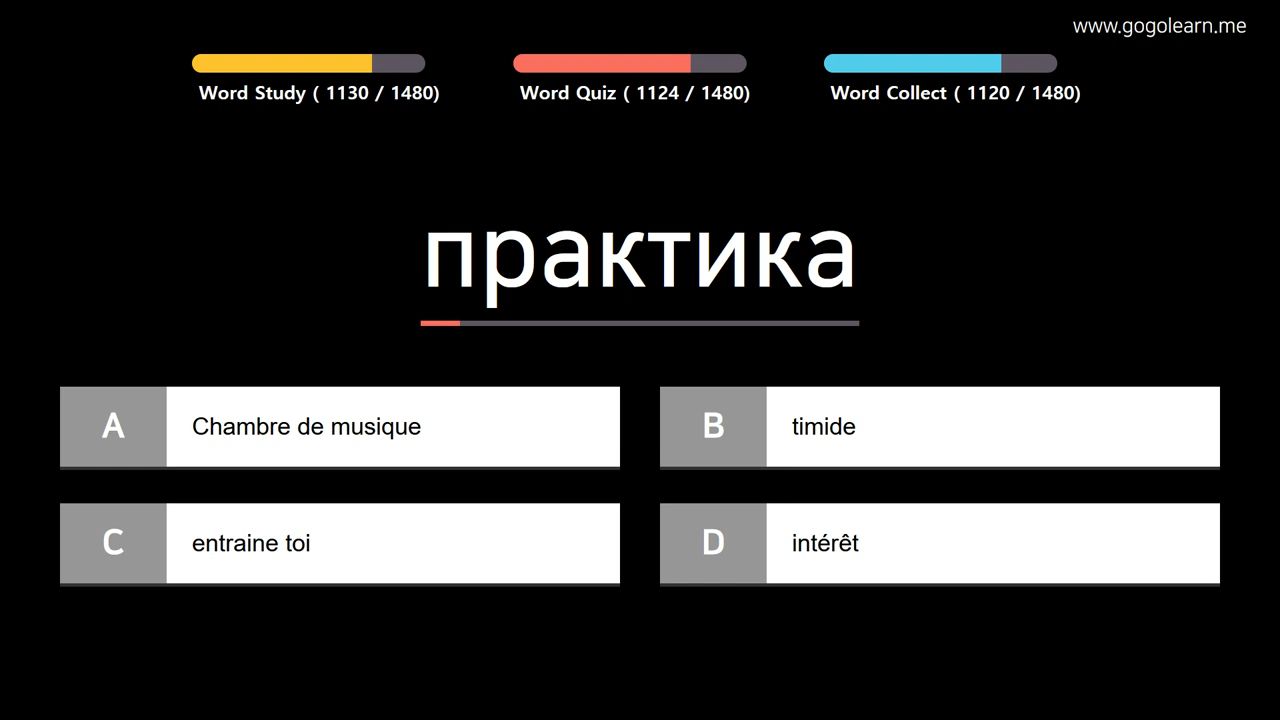 www.gogolearn.me
Word Study ( 1130 / 1480)
Word Quiz ( 1124 / 1480)
Word Collect ( 1120 / 1480)
практика
A Chambre de musique
B timide
C entraine toi
D intérêt